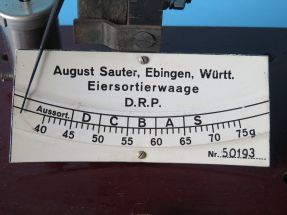 August Sauter, Ebingen, Württ.
Eiersortierwaage
D.R.P.
Aussort. D C B A S
40 45 50 55 60 65 70 75g
Nr. 50193